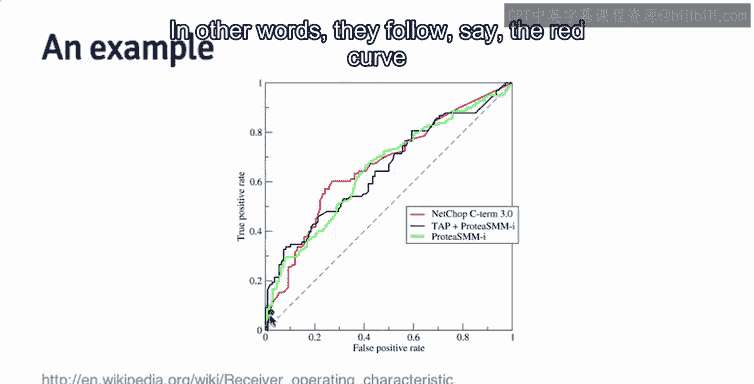 In other words, they follow, say, the red
curve
An example
1
0.8
0.6
0.4
0.2
0
True positive rate
NetChop C-term 3.0
TAP + ProteaSMM-i
ProteaSMM-i
0
0.2
0.4
0.6
0.8
1
False positive rate
http://en.wikipedia.org/wiki/Receiver_operating_characteristic